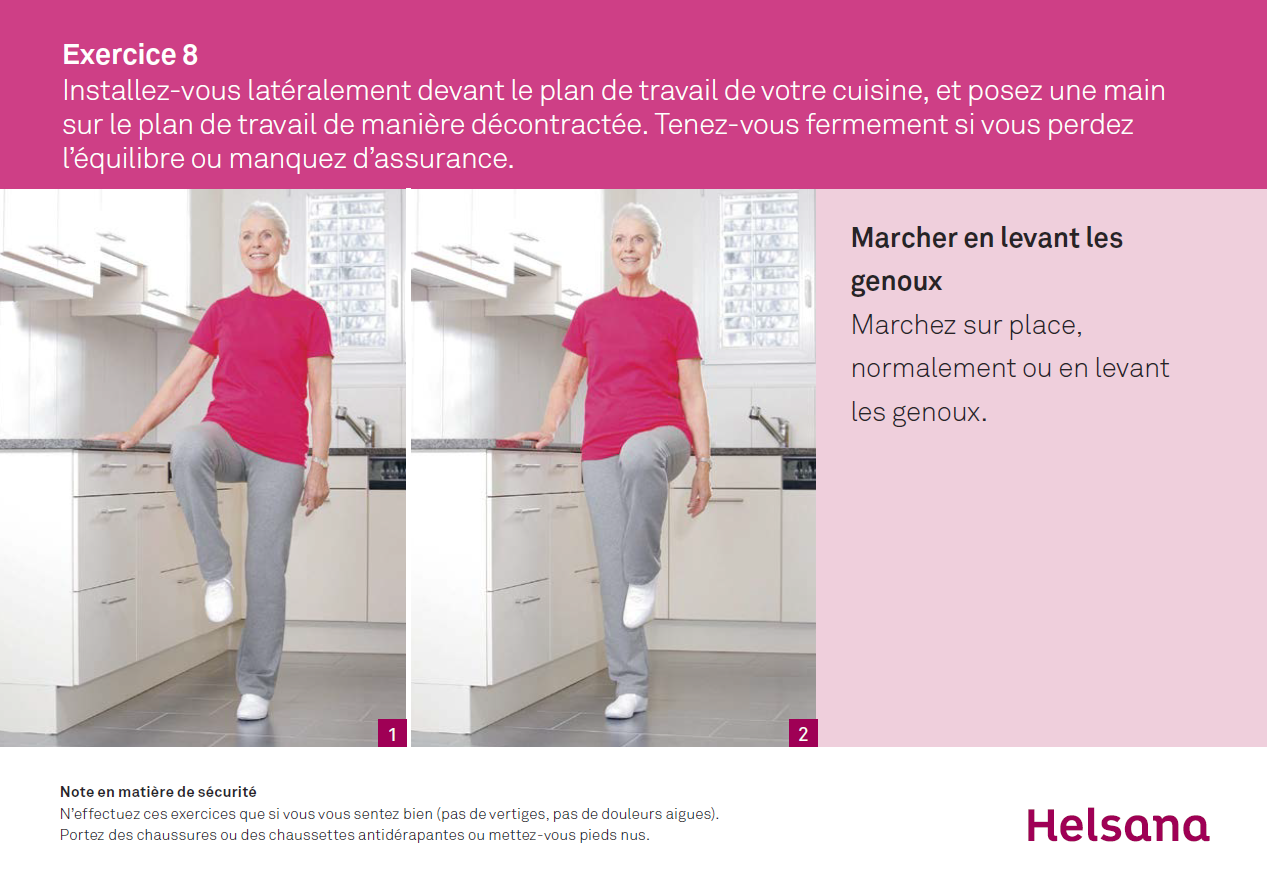 Exercice 8
Installez-vous latéralement devant le plan de travail de votre cuisine, et posez une main
sur le plan de travail de manière décontractée. Tenez-vous fermement si vous perdez
l’équilibre ou manquez d’assurance.
Marcher en levant les
genoux
Marchez sur place,
normalement ou en levant
les genoux.
1
2
Note en matière de sécurité
N’effectuez ces exercices que si vous vous sentez bien (pas de vertiges, pas de douleurs aigues).
Portez des chaussures ou des chaussettes antidérapantes ou mettez-vous pieds nus.
Helsana